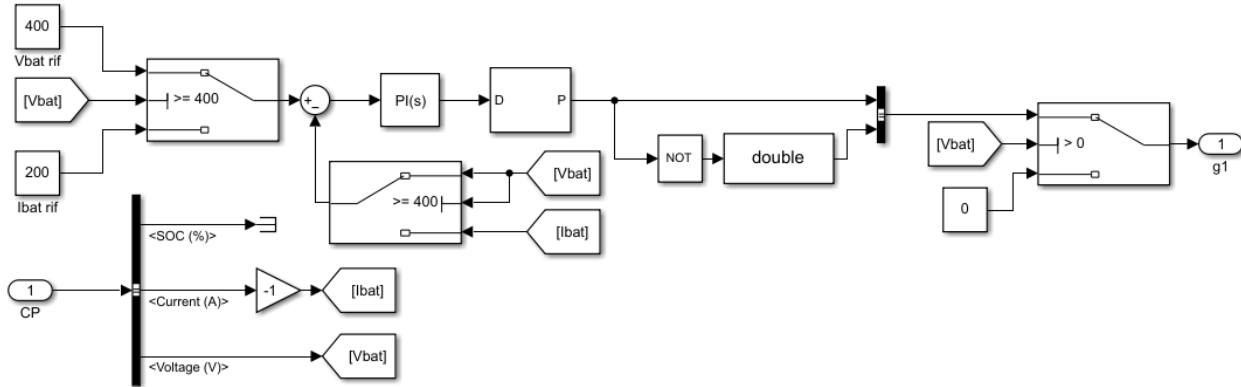 400
Vbat rif
[Vbat]
>= 400
200
Ibat rif
+
_
PI(s)
D
P
NOT
double
[Vbat]
> 0
0
1
g1
[Vbat]
>= 400
[Ibat]
<SOC (%)>
1
CP
<Current (A)>
-1
[Ibat]
<Voltage (V)>
[Vbat]